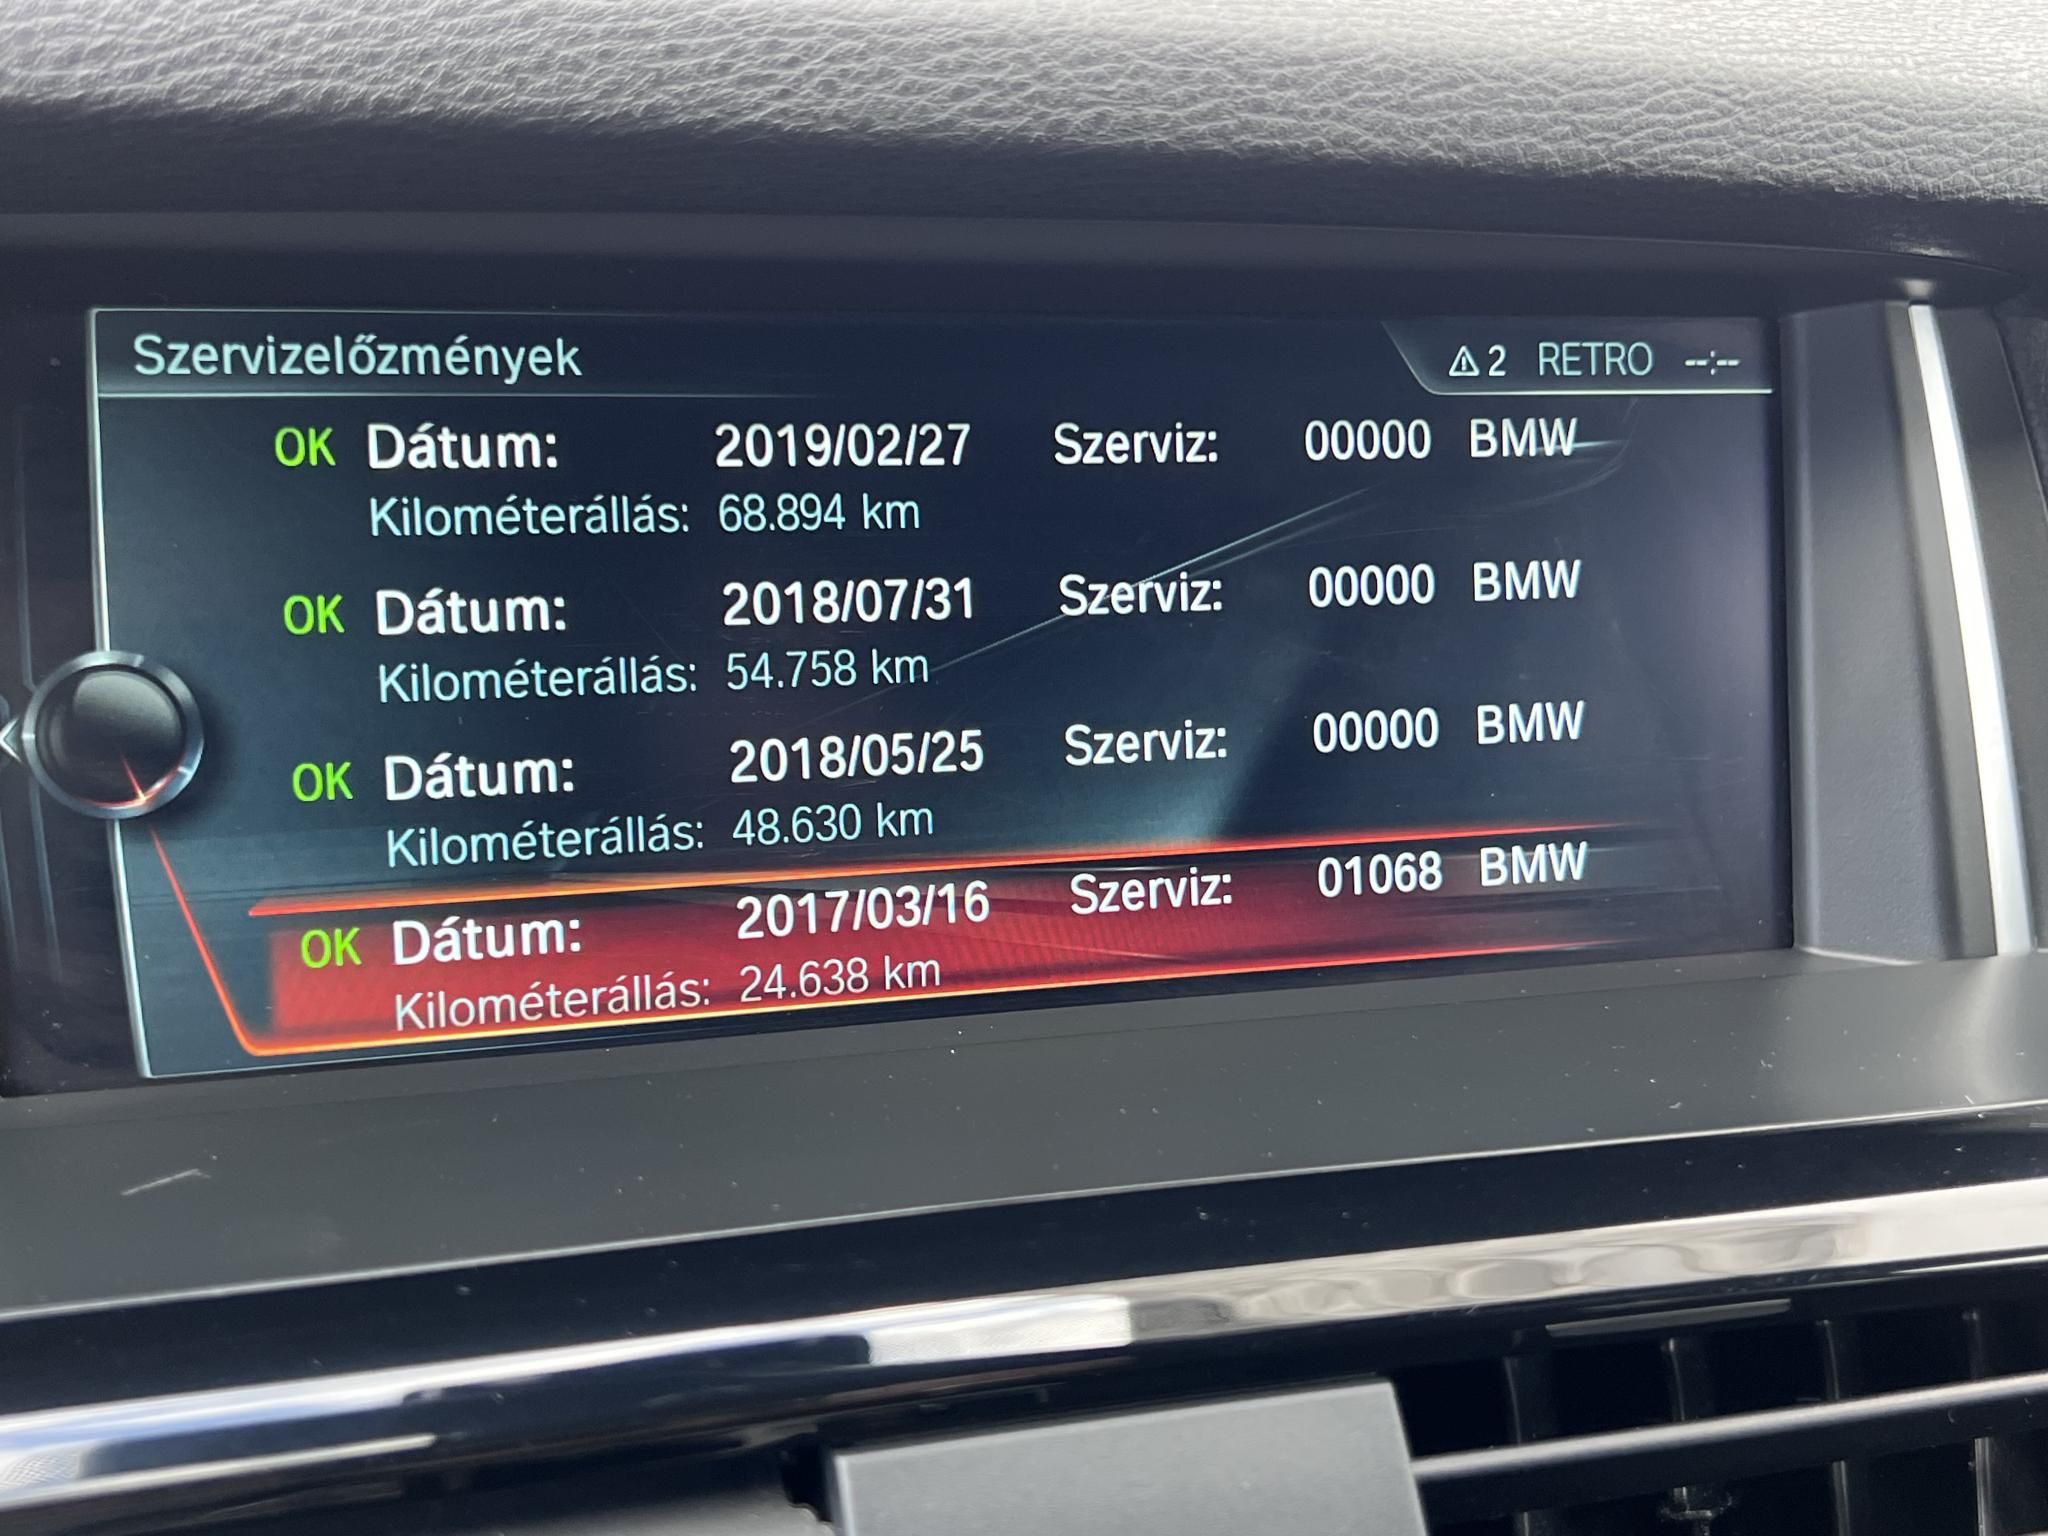 Szervizelőzmények
2 RETRO --:--
OK Dátum: 2019/02/27 Szerviz: 00000 BMW
Kilométerállás: 68.894 km
OK Dátum: 2018/07/31 Szerviz: 00000 BMW
Kilométerállás: 54.758 km
OK Dátum: 2018/05/25 Szerviz: 00000 BMW
Kilométerállás: 48.630 km
OK Dátum: 2017/03/16 Szerviz: 01068 BMW
Kilométerállás: 24.638 km